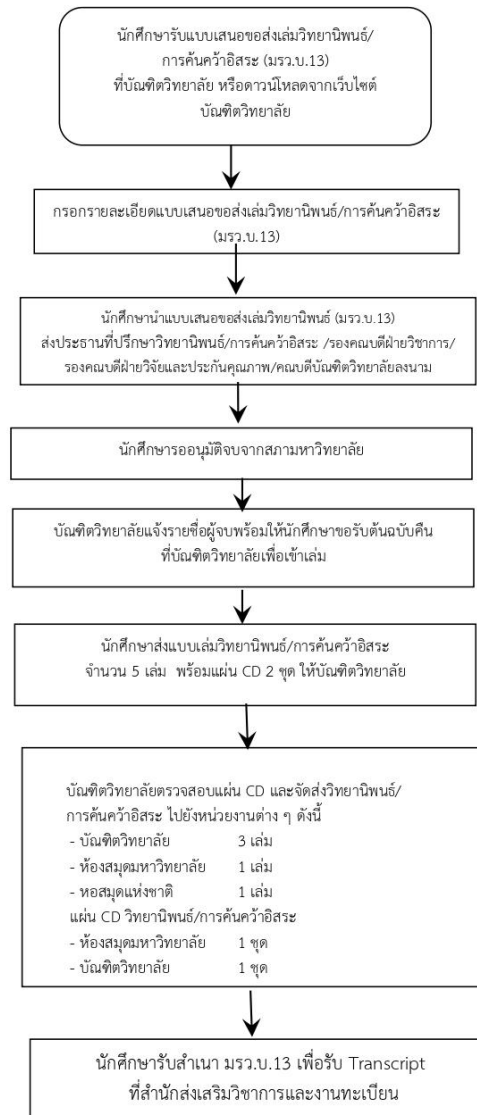 นักศึกษารับแบบเสนอขอส่งเล่มวิทยานิพนธ์/
การค้นคว้าอิสระ (มรว.บ.13)
ที่บัณฑิตวิทยาลัย หรือดาวน์โหลดจากเว็บไซต์
บัณฑิตวิทยาลัย
กรอกรายละเอียดแบบเสนอขอส่งเล่มวิทยานิพนธ์/การค้นคว้าอิสระ
(มรว.บ.13)
นักศึกษานำแบบเสนอขอส่งเล่มวิทยานิพนธ์ (มรว.บ.13)
ส่งประธานที่ปรึกษาวิทยานิพนธ์/การค้นคว้าอิสระ /รองคณบดีฝ่ายวิชาการ/
รองคณบดีฝ่ายวิจัยและประกันคุณภาพ/คณบดีบัณฑิตวิทยาลัยลงนาม
นักศึกษารออนุมัติจบจากสภามหาวิทยาลัย
บัณฑิตวิทยาลัยแจ้งรายชื่อผู้จบพร้อมให้นักศึกษาขอรับต้นฉบับคืน
ที่บัณฑิตวิทยาลัยเพื่อเข้าเล่ม
นักศึกษาส่งแบบเล่มวิทยานิพนธ์/การค้นคว้าอิสระ
จำนวน 5 เล่ม พร้อมแผ่น CD 2 ชุด ให้บัณฑิตวิทยาลัย
บัณฑิตวิทยาลัยตรวจสอบแผ่น CD และจัดส่งวิทยานิพนธ์/
การค้นคว้าอิสระ ไปยังหน่วยงานต่าง ๆ ดังนี้
- บัณฑิตวิทยาลัย 3 เล่ม
- ห้องสมุดมหาวิทยาลัย 1 เล่ม
- หอสมุดแห่งชาติ 1 เล่ม
แผ่น CD วิทยานิพนธ์/การค้นคว้าอิสระ
- ห้องสมุดมหาวิทยาลัย 1 ชุด
- บัณฑิตวิทยาลัย 1 ชุด
นักศึกษารับสำเนา มรว.บ.13 เพื่อรับ Transcript
ที่สำนักส่งเสริมวิชาการและงานทะเบียน